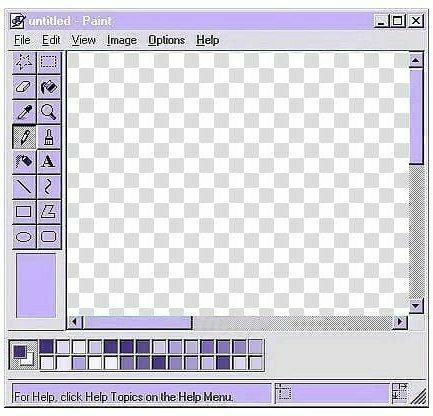 untitled - Paint
File Edit View Image Options Help
A
For Help, click Help Topics on the Help Menu.